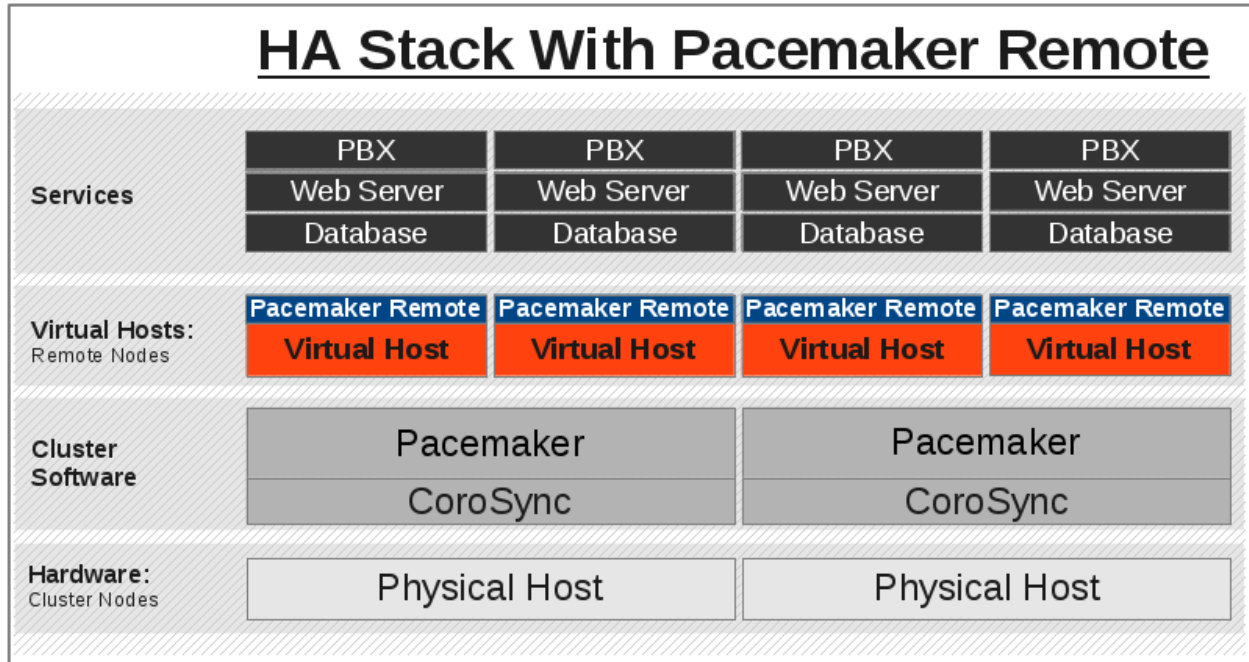 HA Stack With Pacemaker Remote
Services
PBX PBX PBX PBX
Web Server Web Server Web Server Web Server
Database Database Database Database
Virtual Hosts:
Remote Nodes
Pacemaker Remote Pacemaker Remote Pacemaker Remote Pacemaker Remote
Virtual Host Virtual Host Virtual Host Virtual Host
Cluster
Software
Pacemaker Pacemaker
CoroSync CoroSync
Hardware:
Cluster Nodes
Physical Host Physical Host